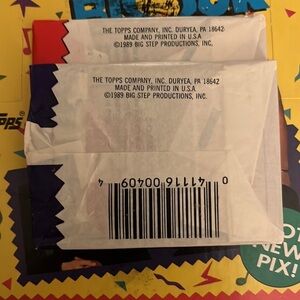 THE TOPPS COMPANY, INC. DURYEA, PA 18642
MADE AND PRINTED IN U.S.A
©1989 BIG STEP PRODUCTIONS, INC.
THE TOPPS COMPANY, INC. DURYEA, PA 18642
MADE AND PRINTED IN U.S.A.
©1989 BIG STEP PRODUCTIONS, INC.
0 41116 00409 4
NEW
PIX!